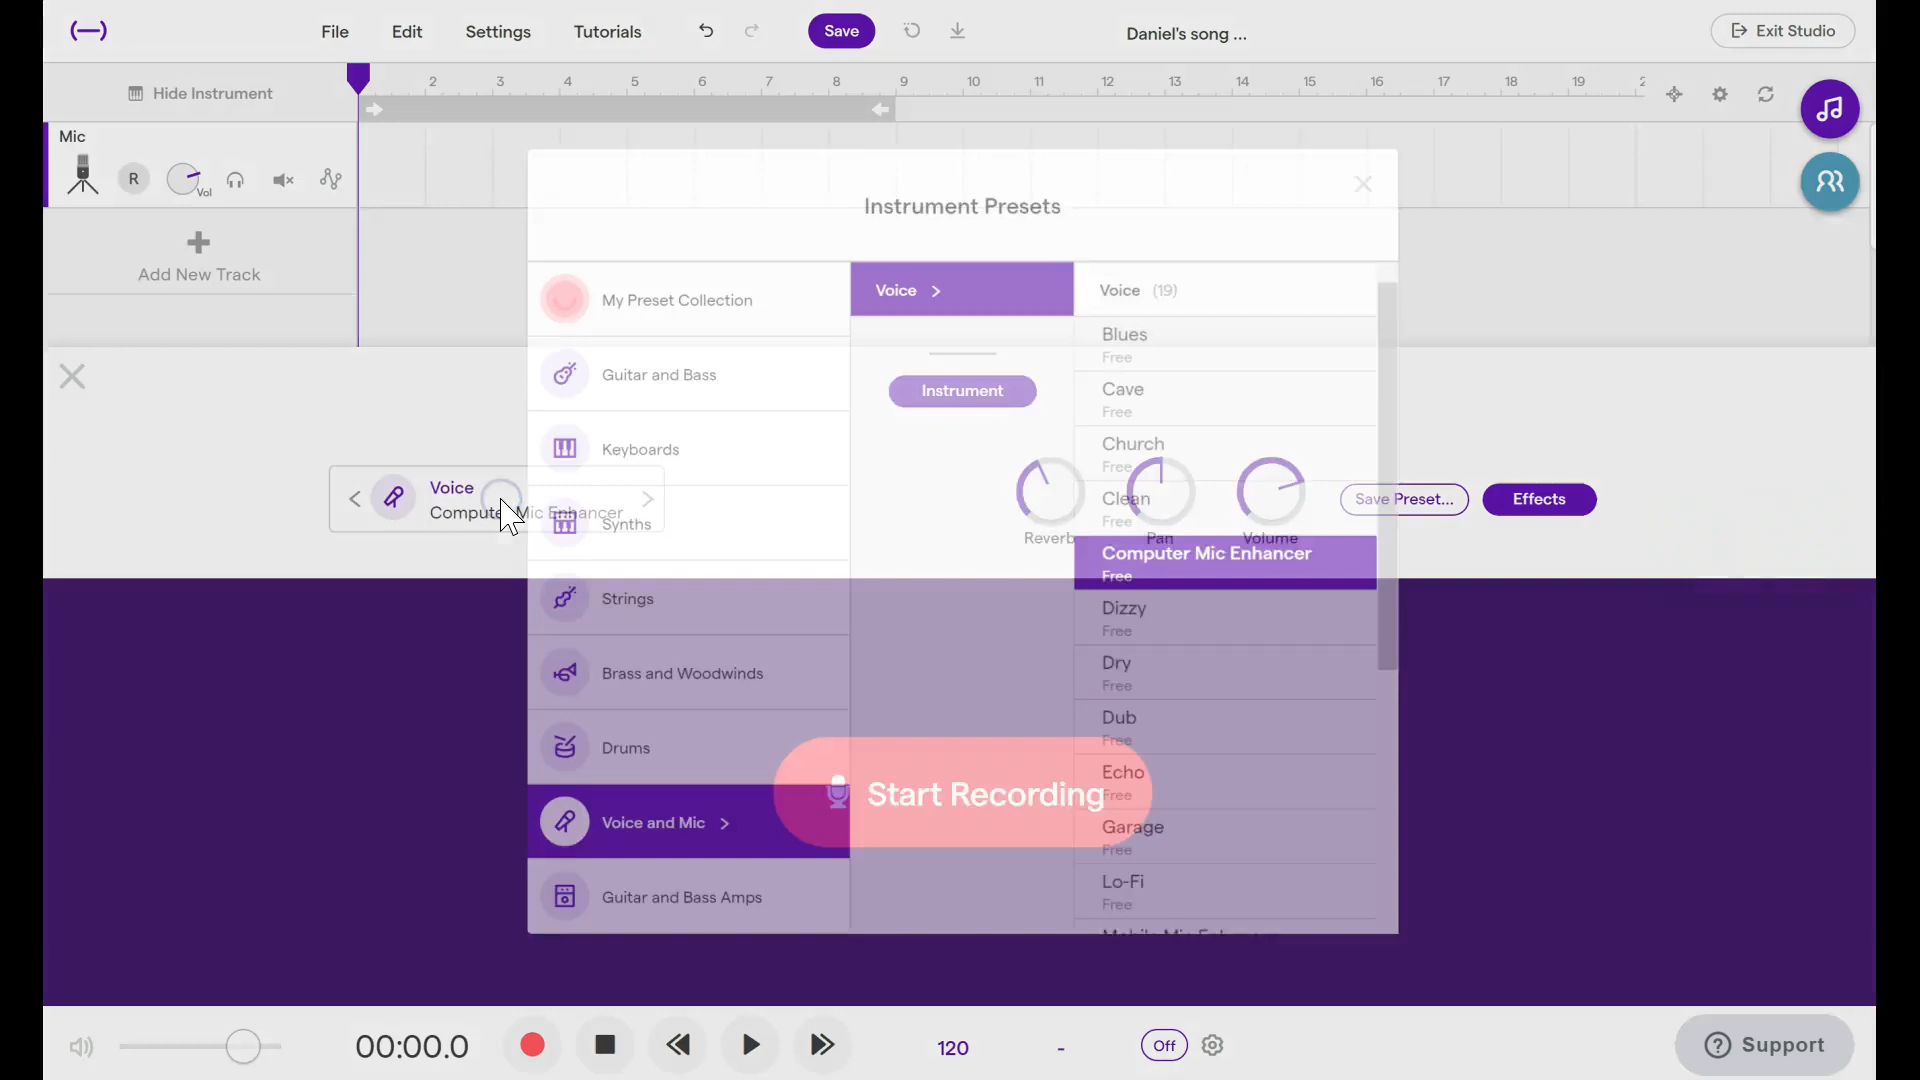 File Edit Settings Tutorials Save Daniel's song ... Exit Studio
Hide Instrument
2 3 4 5 6 7 8 9 10 11 12 13 14 15 16 17 18 19
Mic
R Vol
Add New Track
Instrument Presets
My Preset Collection
Guitar and Bass
Keyboards
Synths
Strings
Brass and Woodwinds
Drums
Voice and Mic
Guitar and Bass Amps
Voice
Instrument
Voice (19)
Blues
Free
Cave
Free
Church
Free
Clean
Free
Computer Mic Enhancer
Free
Dizzy
Free
Dry
Free
Dub
Free
Echo
Free
Garage
Free
Lo-Fi
Free
Voice
Computer Mic Enhancer
Reverb Pan Volume
Save Preset...
Effects
Start Recording
00:00.0
120
-
Off
? Support